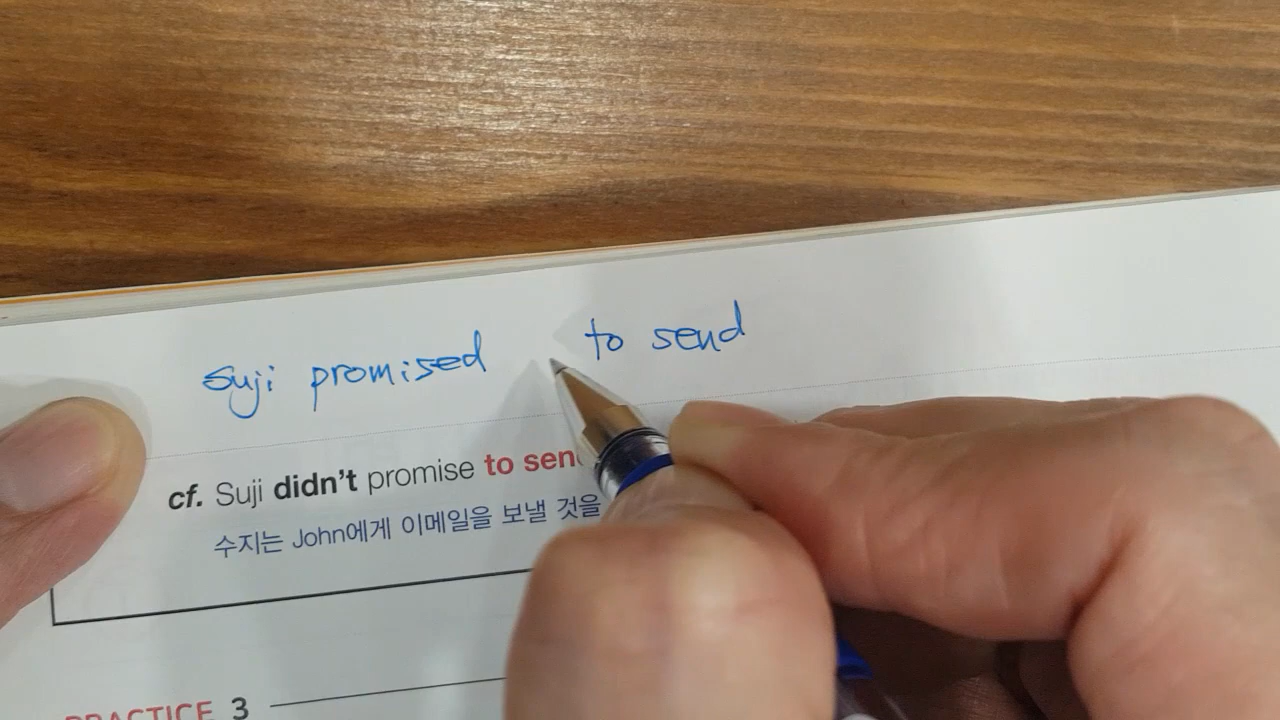 Suji promised to send
cf. Suji didn't promise to send
수지는 John에게 이메일을 보낼 것을
PRACTICE 3